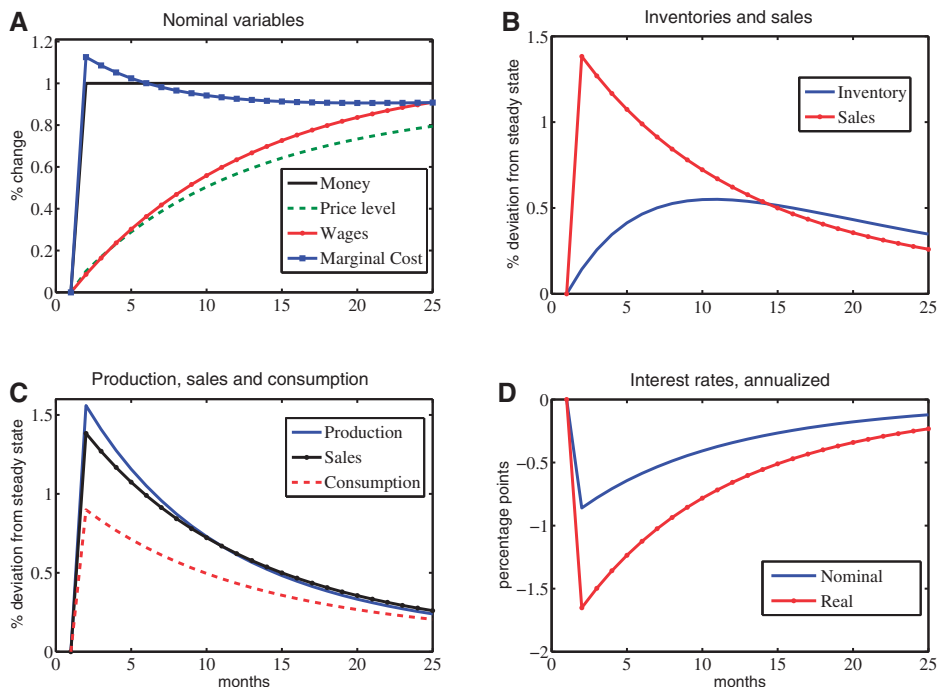 A
Nominal variables
% change
1.2
1
0.8
0.6
0.4
0.2
0
0
5
10
15
20
25
Money
Price level
Wages
Marginal Cost
B
Inventories and sales
% deviation from steady state
1.5
1
0.5
0
0
5
10
15
20
25
Inventory
Sales
C
Production, sales and consumption
% deviation from steady state
1.5
1
0.5
0
0
5
10
15
20
25
months
Production
Sales
Consumption
D
Interest rates, annualized
percentage points
0
−0.5
−1
−1.5
−2
0
5
10
15
20
25
months
Nominal
Real